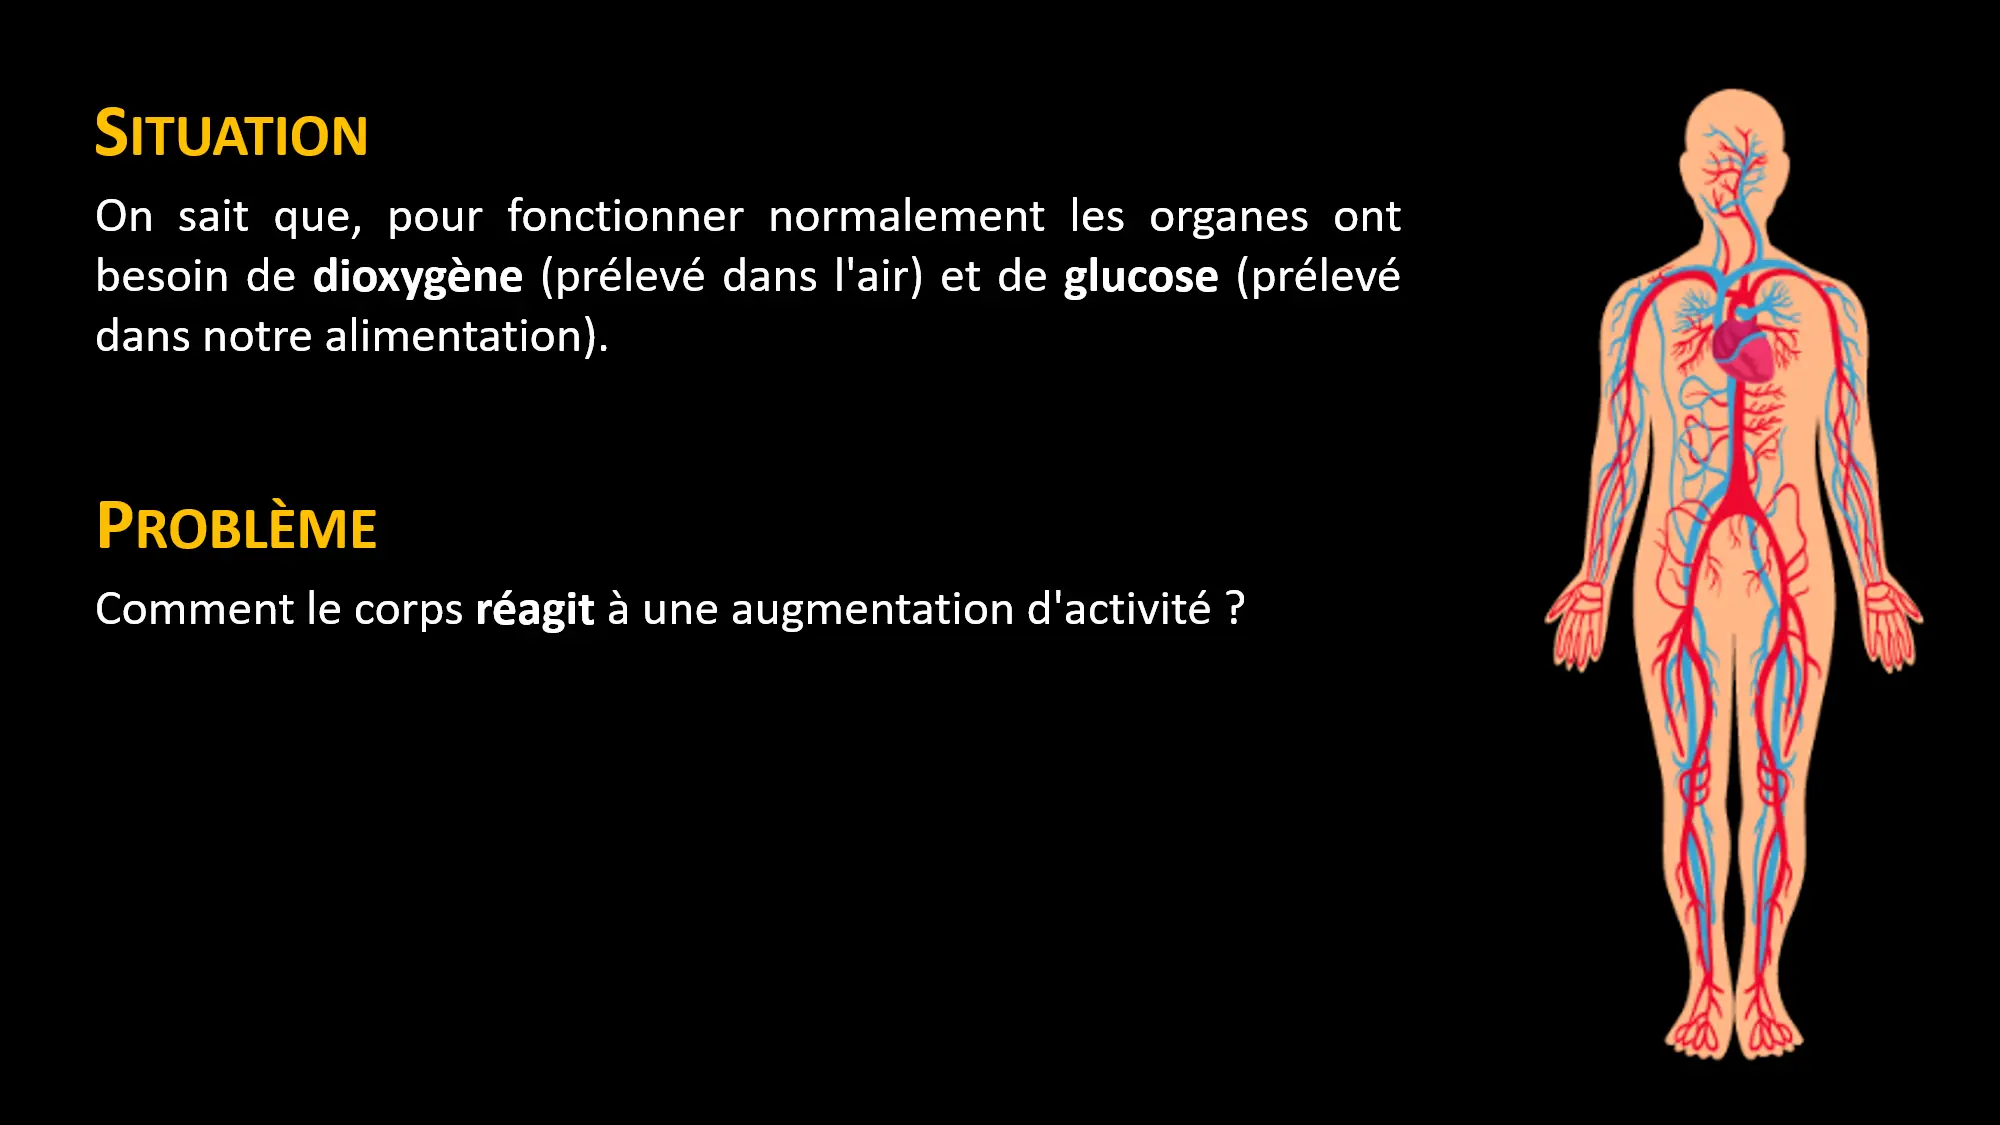 SITUATION
On sait que, pour fonctionner normalement les organes ont
besoin de dioxygène (prélevé dans l'air) et de glucose (prélevé
dans notre alimentation).
PROBLÈME
Comment le corps réagit à une augmentation d'activité ?